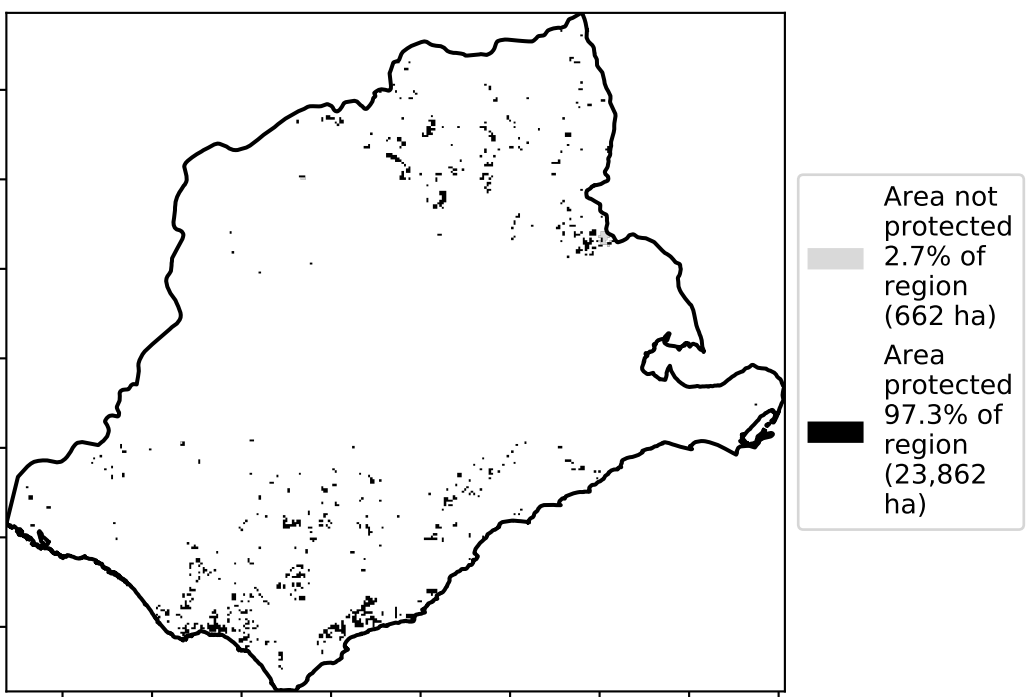 Area not
protected
2.7% of
region
(662 ha)
Area
protected
97.3% of
region
(23,862
ha)